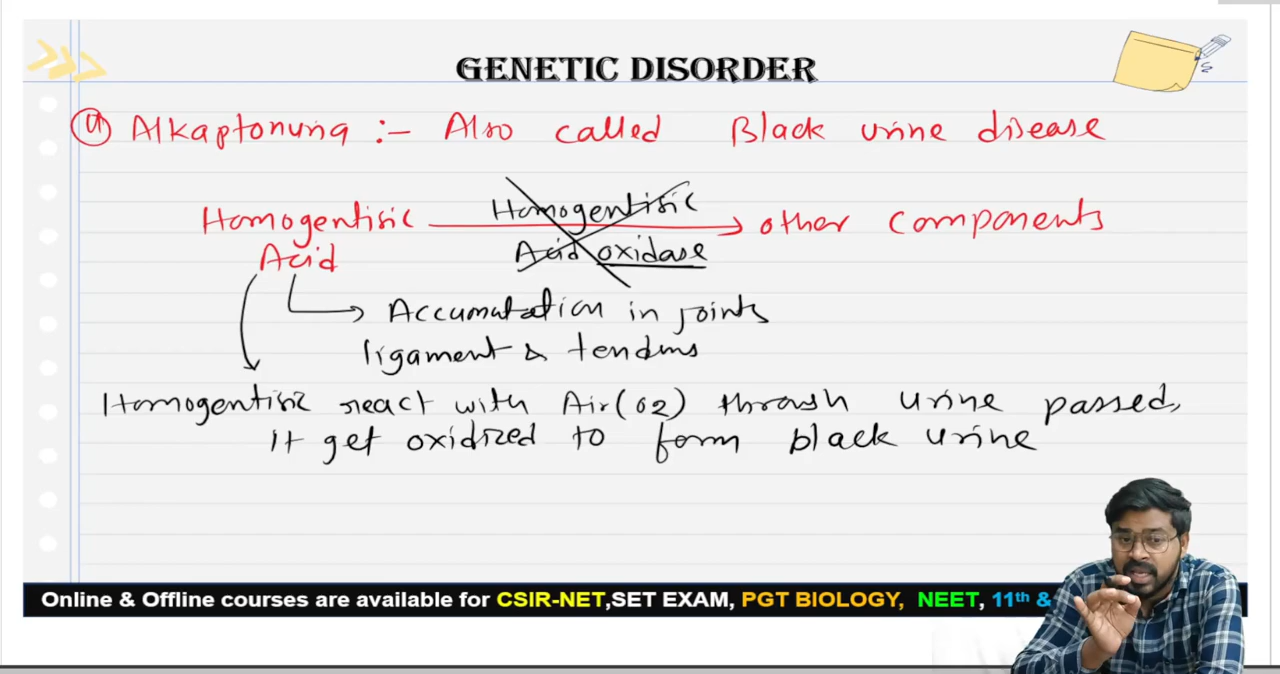 GENETIC DISORDER
Alkaptonuria :- Also called Black urine disease
Homogentisic
Acid
Homogentisic
Acid oxidase
other components
Accumulation in joints
ligament & tendons
Homogentisic react with Air (O2) through urine passed,
it get oxidized to form black urine
Online & Offline courses are available for CSIR-NET,SET EXAM, PGT BIOLOGY, NEET, 11th &